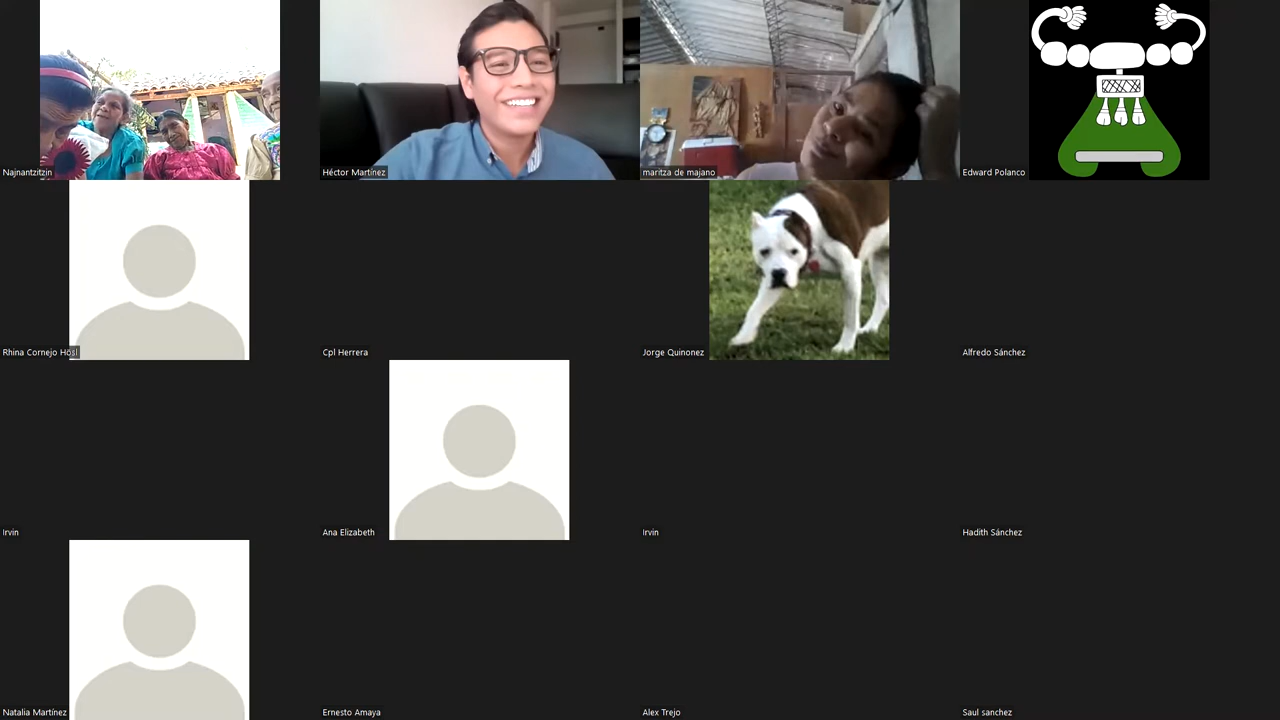 Najnantzitzin
Héctor Martínez
maritza de majano
Edward Polanco
Rhina Cornejo Hösl
Cpl Herrera
Jorge Quinonez
Alfredo Sánchez
Irvin
Ana Elizabeth
Irvin
Hadith Sánchez
Natalia Martínez
Ernesto Amaya
Alex Trejo
Saul sanchez